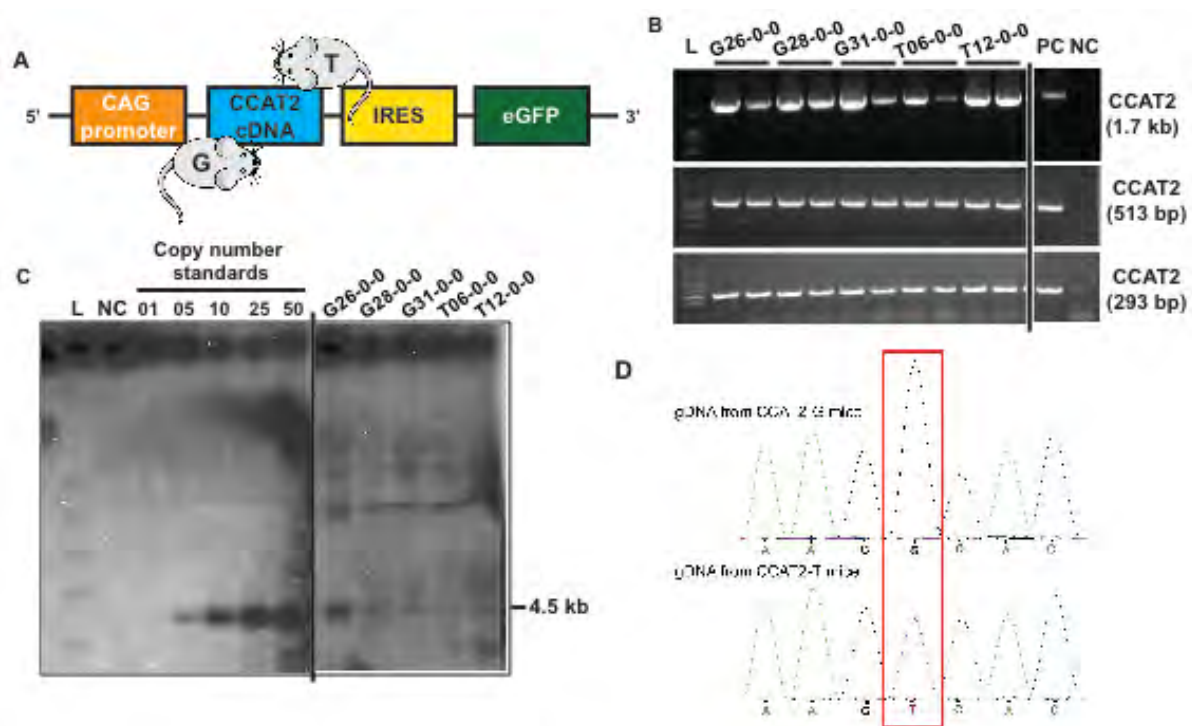 A
5'
CAG promoter
CCAT2 cDNA
IRES
eGFP
3'
T
G
B
L G26-0-0 G28-0-0 G31-0-0 T06-0-0 T12-0-0 PC NC
CCAT2
(1.7 kb)
CCAT2
(513 bp)
CCAT2
(293 bp)
C
Copy number
standards
L NC 01 05 10 25 50 G26-0-0 G28-0-0 G31-0-0 T06-0-0 T12-0-0
4.5 kb
D
gDNA from CCAT2-G mice
gDNA from CCAT2-T mice
A A G T G A C